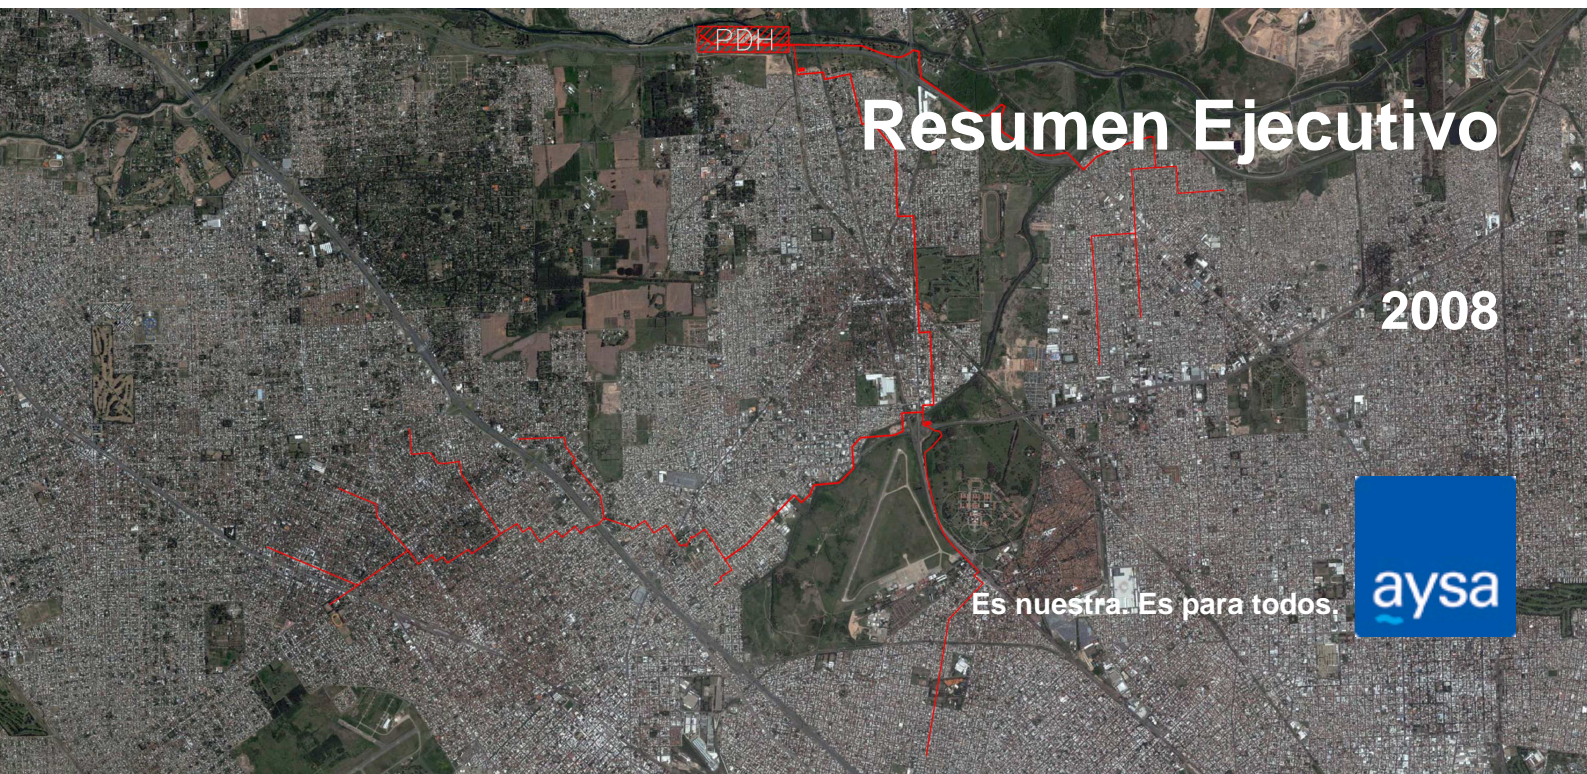 PDH
Resumen Ejecutivo
2008
Es nuestra. Es para todos.
aysa